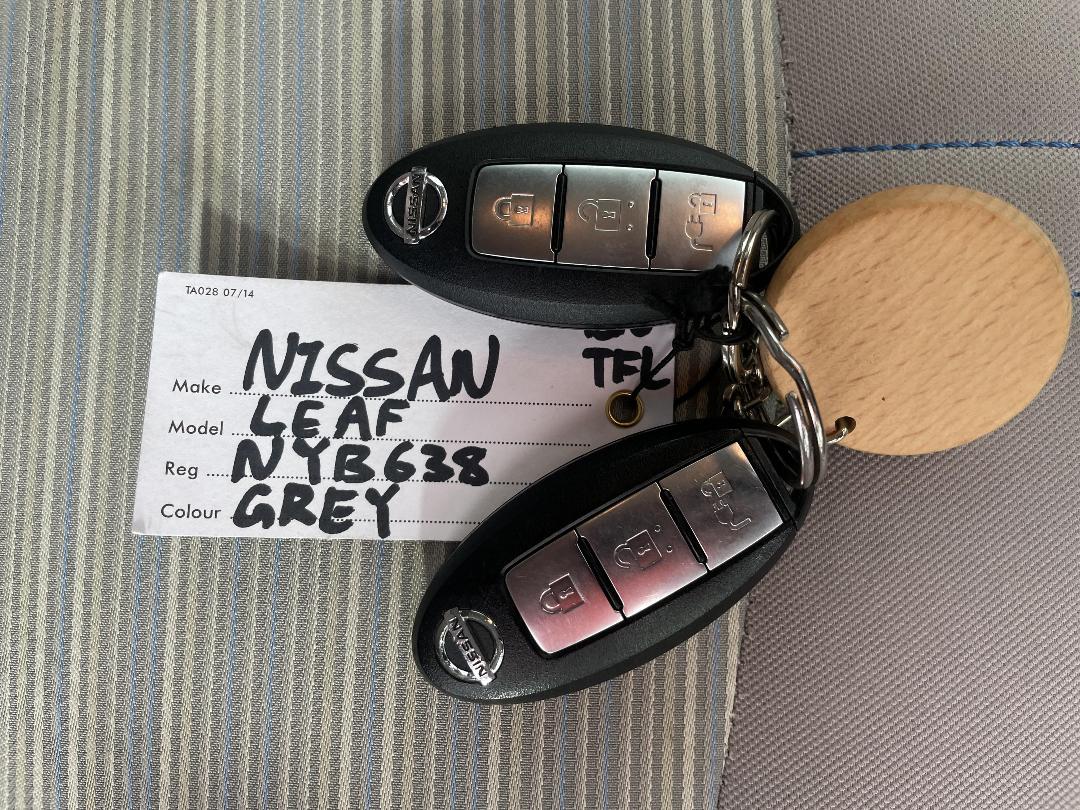 NISSAN
TA028 07/14
TFL
Make NISSAN
Model LEAF
Reg NYB638
Colour GREY
NISSAN